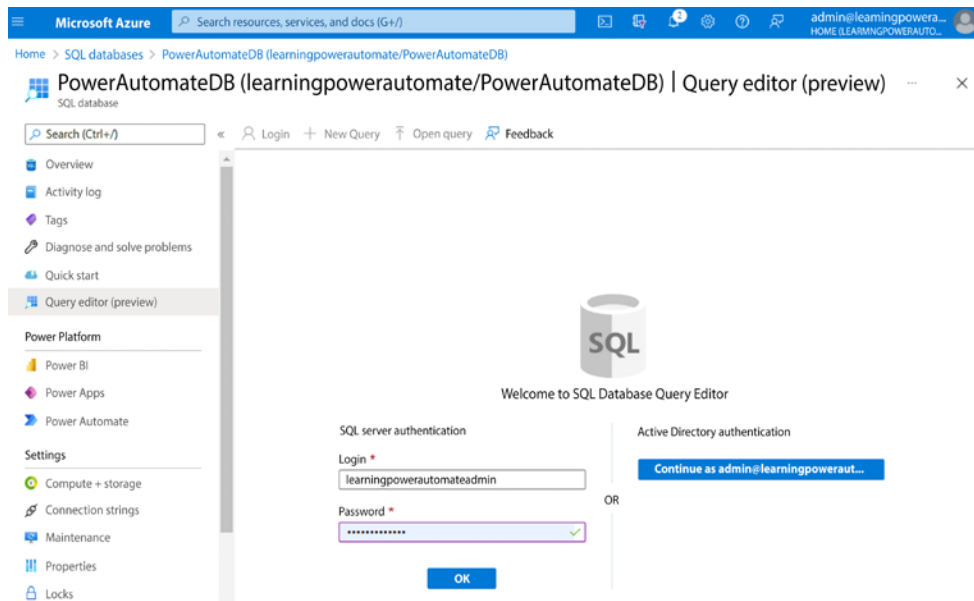 Microsoft Azure
Search resources, services, and docs (G+/)
2
admin@leamingpowera...
HOME (LEARMNGPOWERAUTO...
Home > SQL databases > PowerAutomateDB (learningpowerautomate/PowerAutomateDB)
PowerAutomateDB (learningpowerautomate/PowerAutomateDB) | Query editor (preview) ...
SQL database
Search (Ctrl+/)
Login
New Query
Open query
Feedback
Overview
Activity log
Tags
Diagnose and solve problems
Quick start
Query editor (preview)
Power Platform
Power BI
Power Apps
Power Automate
Settings
Compute + storage
Connection strings
Maintenance
Properties
Locks
SQL
Welcome to SQL Database Query Editor
SQL server authentication
Login *
learningpowerautomateadmin
Password *
•••••••••••••
OK
OR
Active Directory authentication
Continue as admin@learningpoweraut...